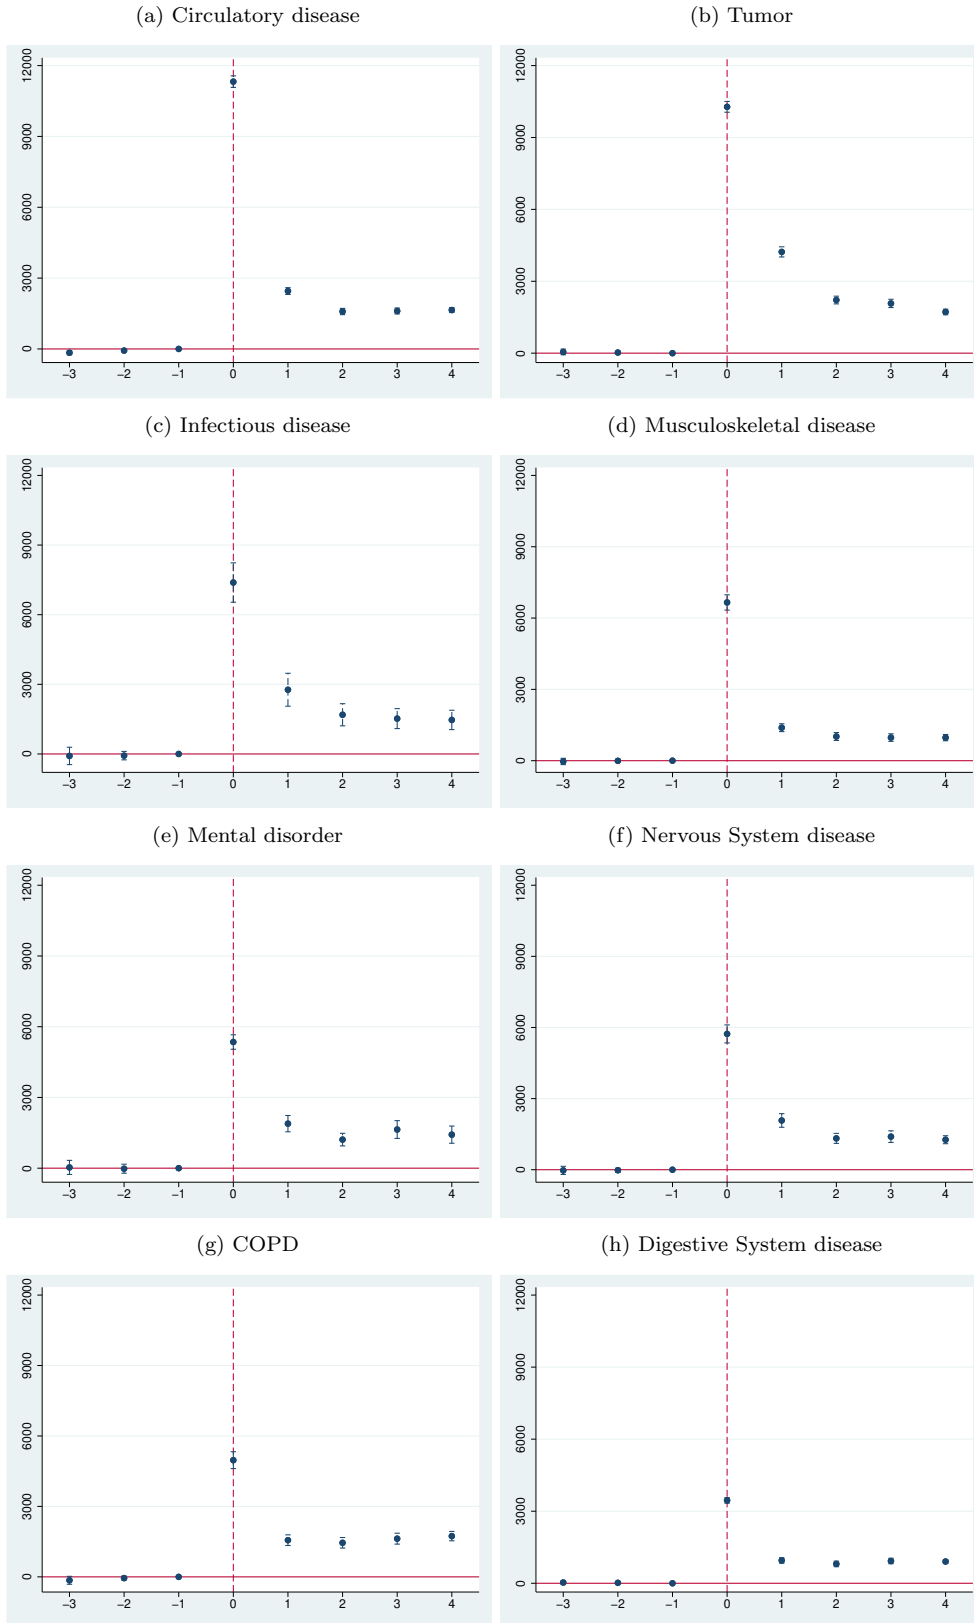 (a) Circulatory disease
(b) Tumor
12000
9000
6000
3000
0
−3 −2 −1 0 1 2 3 4
12000
9000
6000
3000
0
−3 −2 −1 0 1 2 3 4
(c) Infectious disease
(d) Musculoskeletal disease
12000
9000
6000
3000
0
−3 −2 −1 0 1 2 3 4
12000
9000
6000
3000
0
−3 −2 −1 0 1 2 3 4
(e) Mental disorder
(f) Nervous System disease
12000
9000
6000
3000
0
−3 −2 −1 0 1 2 3 4
12000
9000
6000
3000
0
−3 −2 −1 0 1 2 3 4
(g) COPD
(h) Digestive System disease
12000
9000
6000
3000
0
−3 −2 −1 0 1 2 3 4
12000
9000
6000
3000
0
−3 −2 −1 0 1 2 3 4